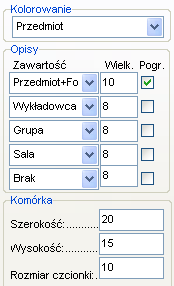 Kolorowanie
Przedmiot
Opisy
Zawartość Wielk. Pogr.
Przedmiot+Fo 10
Wykładowca 8
Grupa 8
Sala 8
Brak 8
Komórka
Szerokość:............ 20
Wysokość:............ 15
Rozmiar czcionki:. 10